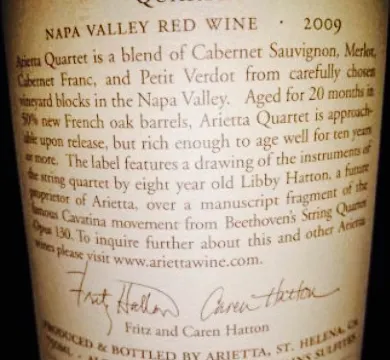 NAPA VALLEY RED WINE · 2009
Arietta Quartet is a blend of Cabernet Sauvignon, Merlot,
Cabernet Franc, and Petit Verdot from carefully chosen
vineyard blocks in the Napa Valley. Aged for 20 months in
50% new French oak barrels, Arietta Quartet is approach-
able upon release, but rich enough to age well for ten years
or more. The label features a drawing of the instruments of
the string quartet by eight year old Libby Hatton, a future
proprietor of Arietta, over a manuscript fragment of the
famous Cavatina movement from Beethoven's String Quartet
Opus 130. To inquire further about this and other Arietta
wines please visit www.ariettawine.com.
Fritz Hatton Caren Hatton
Fritz and Caren Hatton
PRODUCED & BOTTLED BY ARIETTA, ST. HELENA, CA
SULFITES